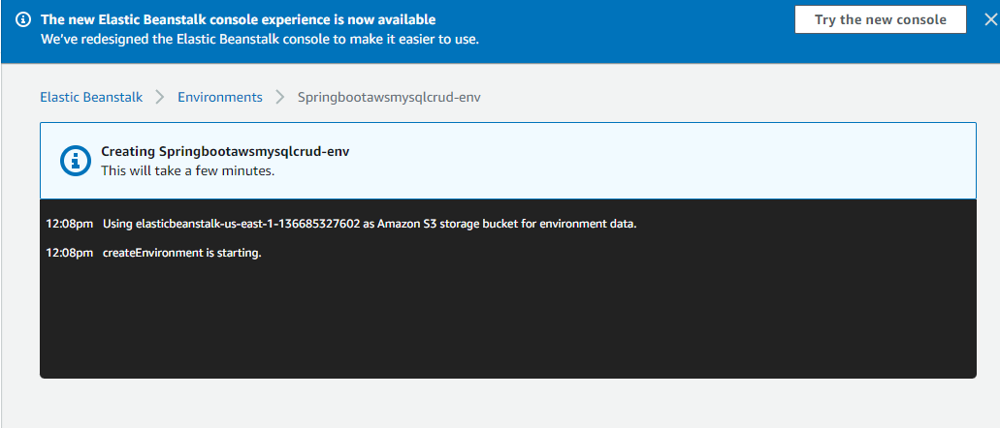 The new Elastic Beanstalk console experience is now available
We've redesigned the Elastic Beanstalk console to make it easier to use.
Try the new console
Elastic Beanstalk > Environments > Springbootawsmysqlcrud-env
Creating Springbootawsmysqlcrud-env
This will take a few minutes.
12:08pm Using elasticbeanstalk-us-east-1-136685327602 as Amazon S3 storage bucket for environment data.
12:08pm createEnvironment is starting.